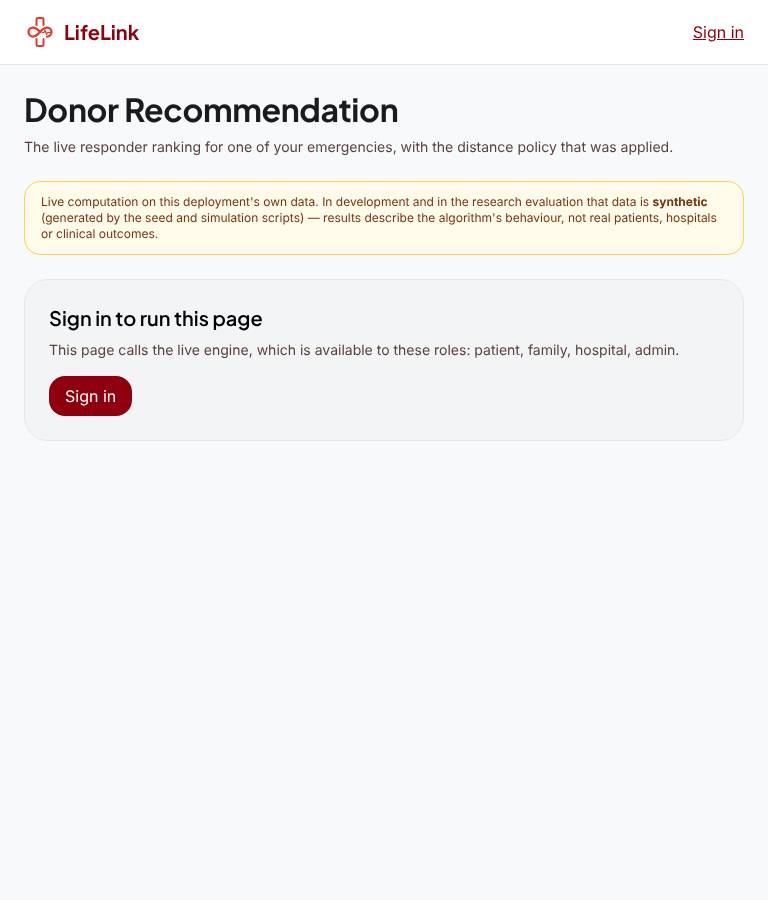 LifeLink
Sign in
Donor Recommendation
The live responder ranking for one of your emergencies, with the distance policy that was applied.
Live computation on this deployment's own data. In development and in the research evaluation that data is synthetic
(generated by the seed and simulation scripts) — results describe the algorithm's behaviour, not real patients, hospitals
or clinical outcomes.
Sign in to run this page
This page calls the live engine, which is available to these roles: patient, family, hospital, admin.
Sign in